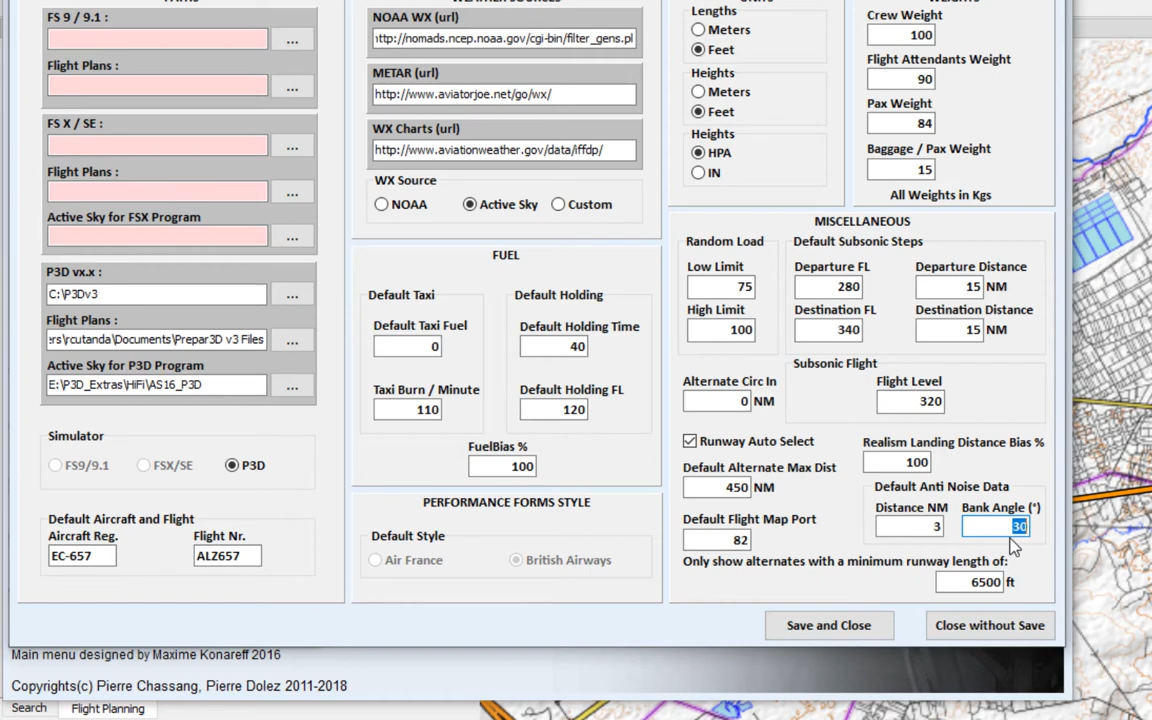 FS 9 / 9.1 :
...
Flight Plans :
...
FS X / SE :
...
Flight Plans :
...
Active Sky for FSX Program
...
P3D vx.x :
C:\P3Dv3
...
Flight Plans :
rs\rcutanda\Documents\Prepar3D v3 Files
...
Active Sky for P3D Program
E:\P3D_Extras\HiFi\AS16_P3D
...
Simulator
FS9/9.1
FSX/SE
P3D
Default Aircraft and Flight
Aircraft Reg.
Flight Nr.
EC-657
ALZ657
NOAA WX (url)
ttp://nomads.ncep.noaa.gov/cgi-bin/filter_gens.pl
METAR (url)
http://www.aviatorjoe.net/go/wx/
WX Charts (url)
http://www.aviationweather.gov/data/iffdp/
WX Source
NOAA
Active Sky
Custom
FUEL
Default Taxi
Default Taxi Fuel
0
Taxi Burn / Minute
110
Default Holding
Default Holding Time
40
Default Holding FL
120
FuelBias %
100
PERFORMANCE FORMS STYLE
Default Style
Air France
British Airways
Lengths
Meters
Feet
Heights
Meters
Feet
Heights
HPA
IN
Crew Weight
100
Flight Attendants Weight
90
Pax Weight
84
Baggage / Pax Weight
15
All Weights in Kgs
MISCELLANEOUS
Random Load
Low Limit
75
High Limit
100
Default Subsonic Steps
Departure FL
280
Departure Distance
15 NM
Destination FL
340
Destination Distance
15 NM
Subsonic Flight
Flight Level
320
Alternate Circ In
0 NM
Runway Auto Select
Realism Landing Distance Bias %
100
Default Alternate Max Dist
450 NM
Default Anti Noise Data
Distance NM
3
Bank Angle (°)
30
Default Flight Map Port
82
Only show alternates with a minimum runway length of:
6500 ft
Save and Close
Close without Save
Main menu designed by Maxime Konareff 2016
Copyrights(c) Pierre Chassang, Pierre Dolez 2011-2018
Search
Flight Planning